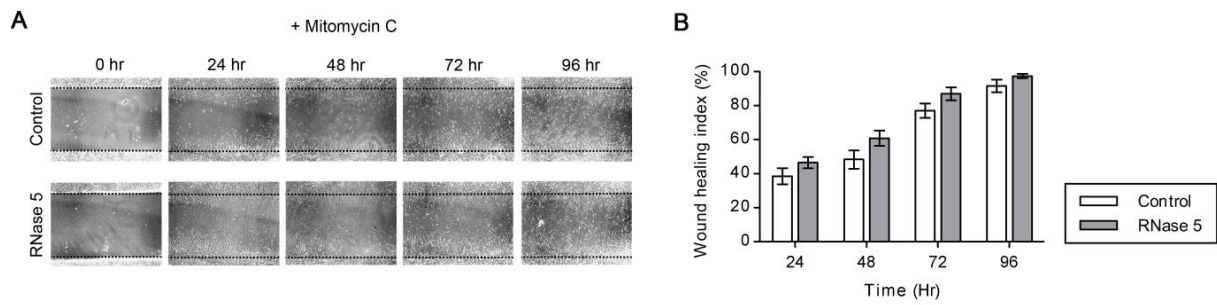 A
+ Mitomycin C
0 hr 24 hr 48 hr 72 hr 96 hr
Control
RNase 5
B
Wound healing index (%)
100
80
60
40
20
0
24 48 72 96
Time (Hr)
Control
RNase 5